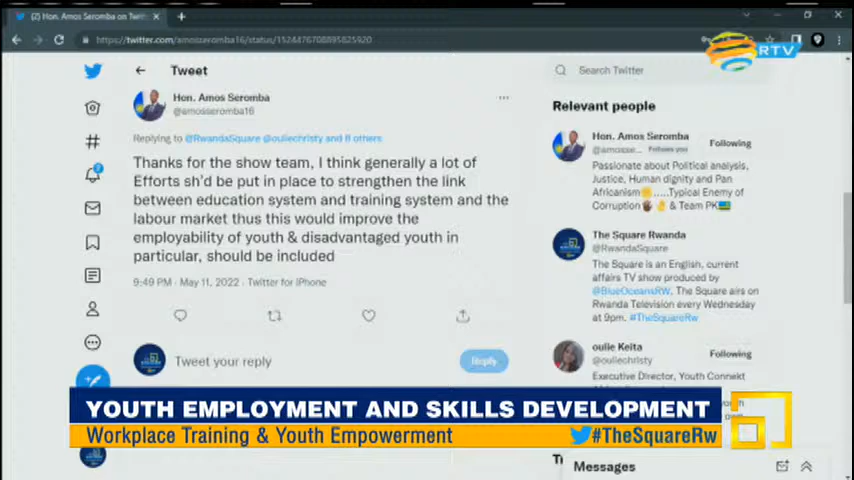 (2) Hon. Amos Seromba on Twitt
https://twitter.com/amosseromba16/status/1524476708895825920
RTV
Tweet
Search Twitter
Hon. Amos Seromba
@amosseromba16
Replying to @RwandaSquare @ouliechristy and 8 others
Thanks for the show team, I think generally a lot of
Efforts sh'd be put in place to strengthen the link
between education system and training system and the
labour market thus this would improve the
employability of youth & disadvantaged youth in
particular, should be included
9:49 PM · May 11, 2022 · Twitter for iPhone
Tweet your reply
Reply
Relevant people
Hon. Amos Seromba
@amosse... Follows you
Following
Passionate about Political analysis,
Justice, Human dignity and Pan
Africanism.....Typical Enemy of
Corruption & Team PK
The Square Rwanda
@RwandaSquare
The Square is an English, current
affairs TV show produced by
@BlueOceansRW. The Square airs on
Rwanda Television every Wednesday
at 9pm. #TheSquareRw
oulie Keita
@ouliechristy
Following
Executive Director, Youth Connekt
YOUTH EMPLOYMENT AND SKILLS DEVELOPMENT
Workplace Training & Youth Empowerment
#TheSquareRw
Messages